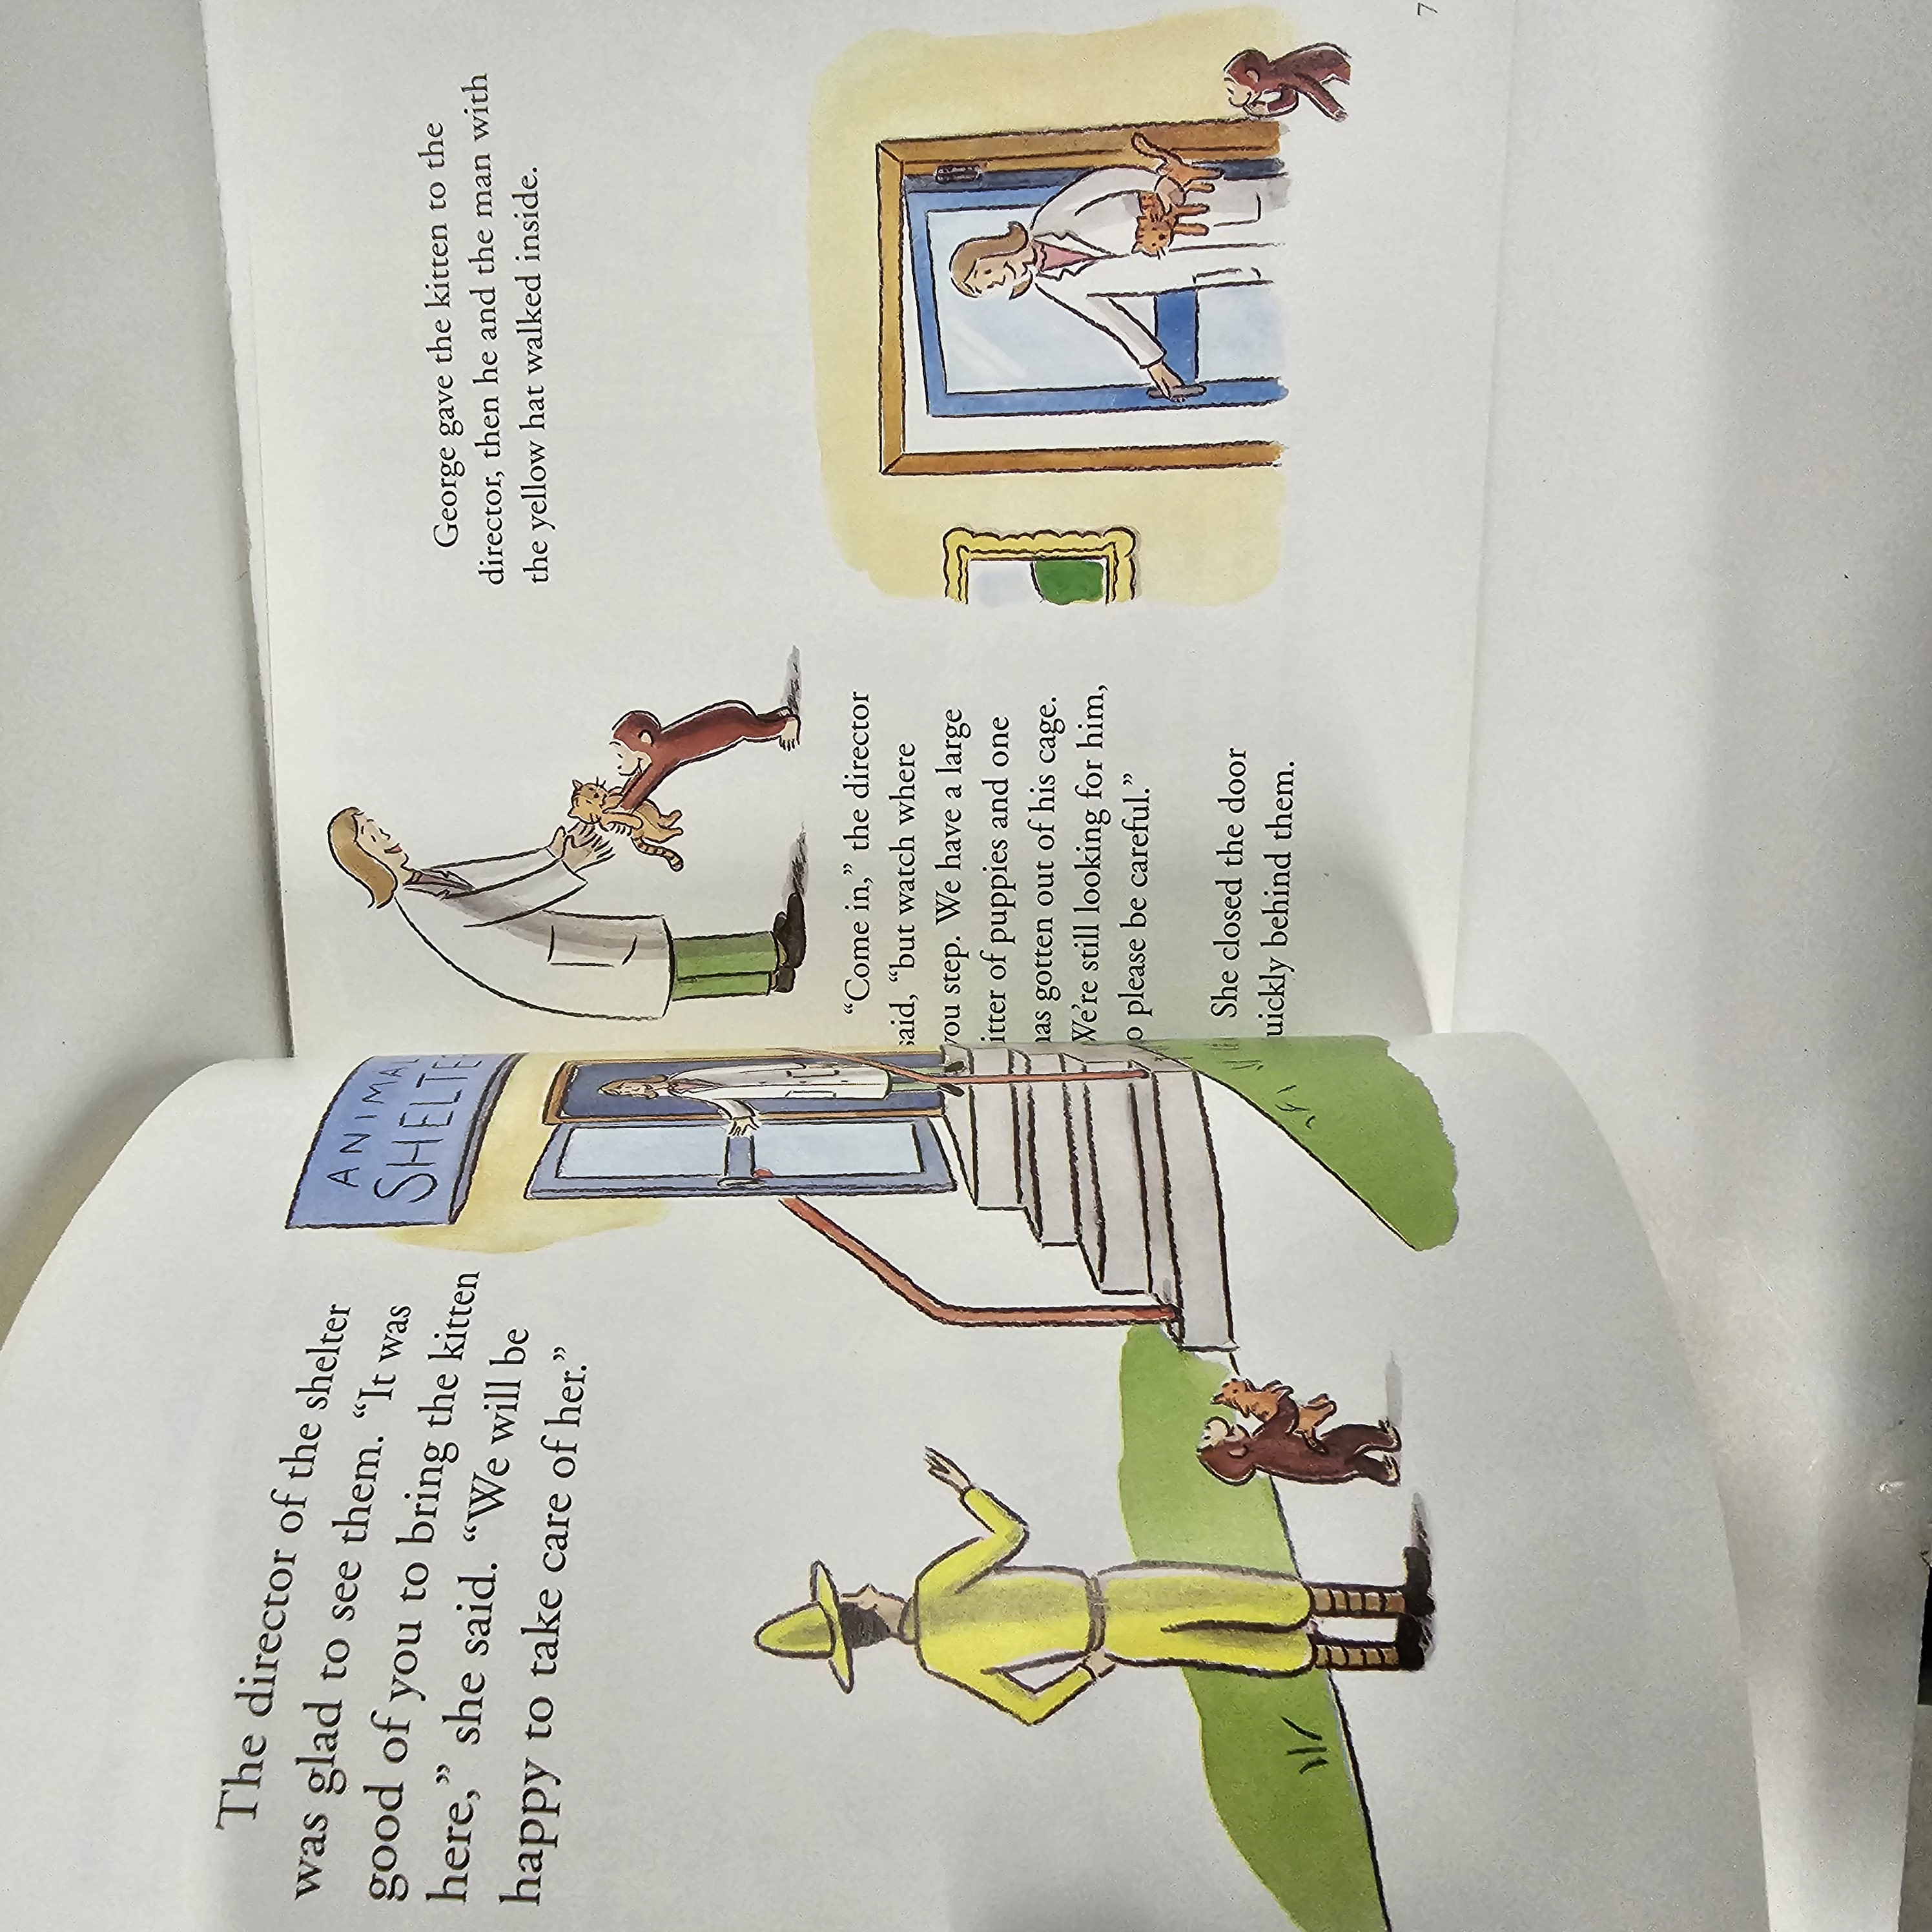 The director of the shelter
was glad to see them. “It was
good of you to bring the kitten
here,” she said. “We will be
happy to take care of her.”
ANIMAL
SHELTE
George gave the kitten to the
director, then he and the man with
the yellow hat walked inside.
“Come in,” the director
said, “but watch where
you step. We have a large
itter of puppies and one
has gotten out of his cage.
We’re still looking for him,
o please be careful.”
She closed the door
uickly behind them.
7